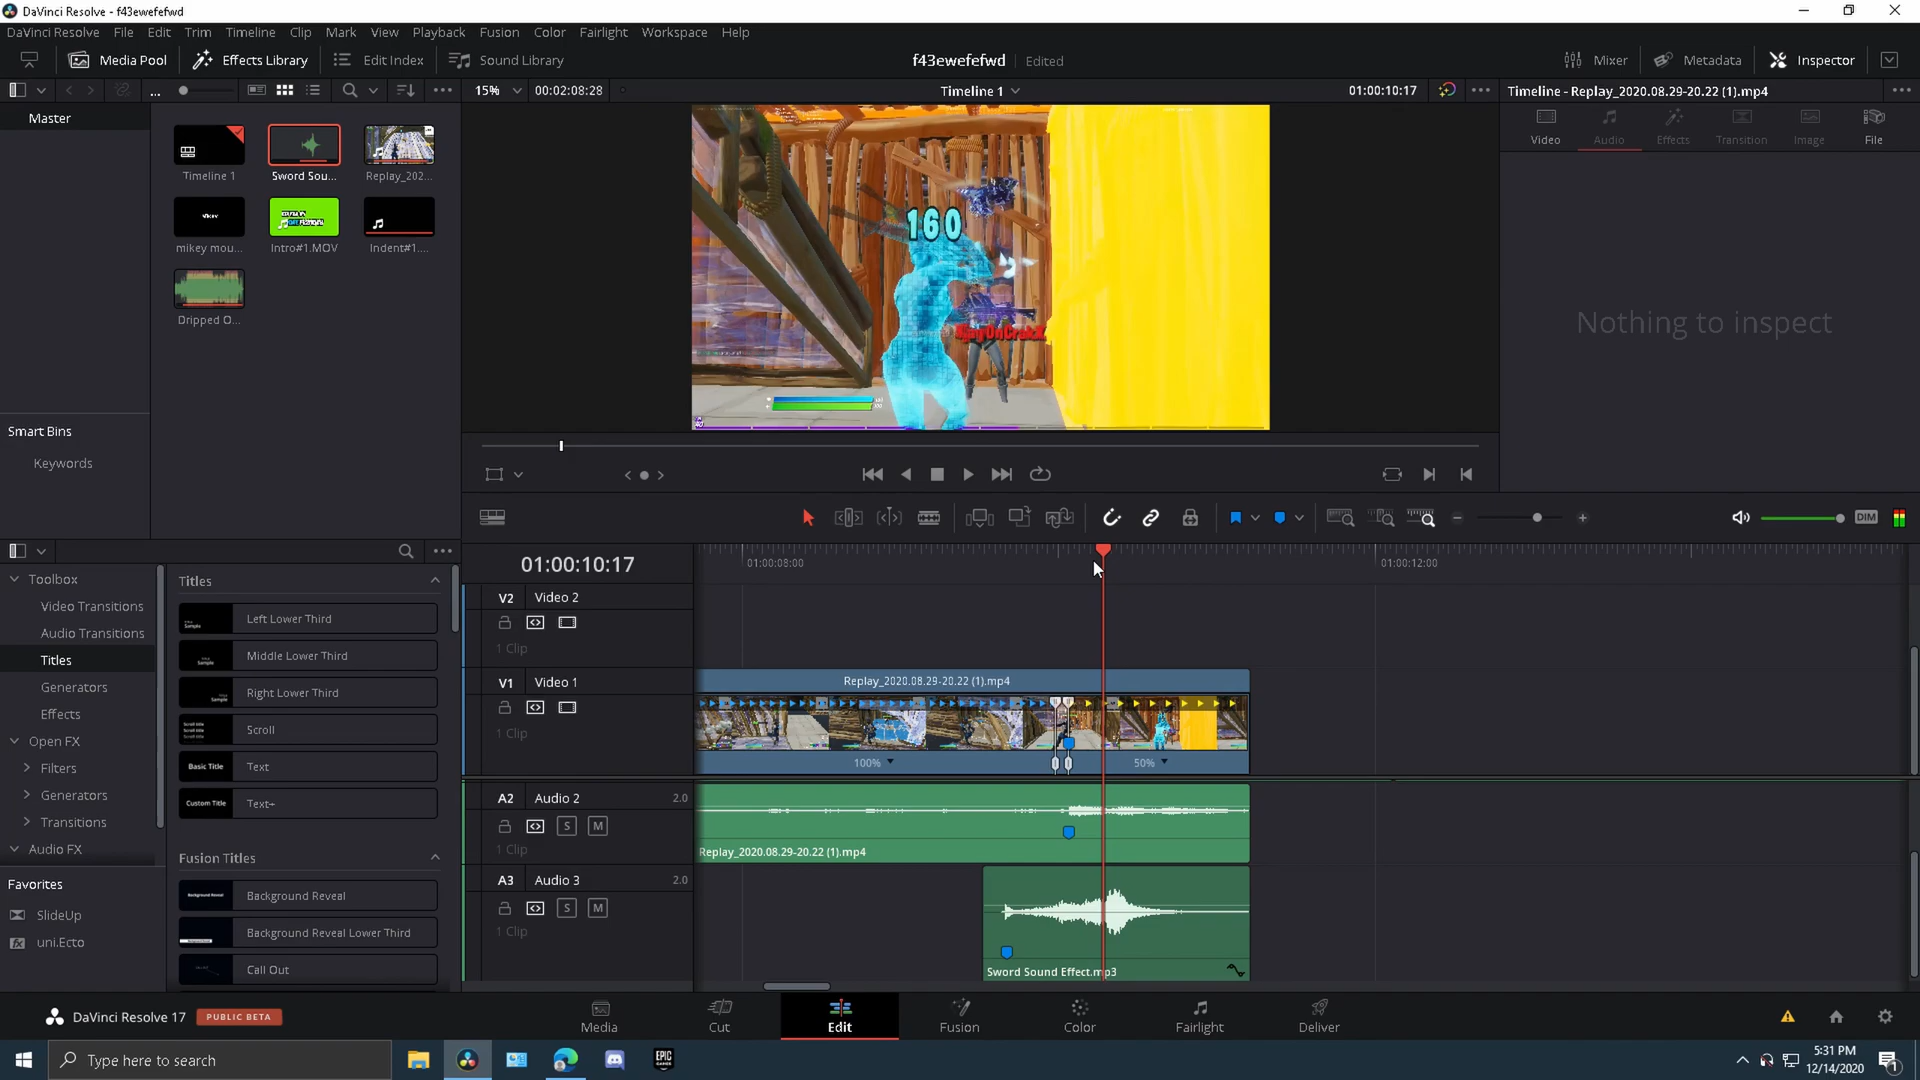 DaVinci Resolve - f43ewefefwd
DaVinci Resolve File Edit Trim Timeline Clip Mark View Playback Fusion Color Fairlight Workspace Help
Media Pool Effects Library Edit Index Sound Library f43ewefefwd Edited Mixer Metadata Inspector
... 15% 00:02:08:28 Timeline 1 01:00:10:17 Timeline - Replay_2020.08.29-20.22 (1).mp4
Master
Video Audio Effects Transition Image File
Timeline 1 Sword Sou... Replay_202...
mikey mou... Intro#1.MOV Indent#1....
Dripped O...
160
Nothing to inspect
Smart Bins
Keywords
DIM
01:00:10:17
01:00:08:00 01:00:12:00
Toolbox
Video Transitions
Audio Transitions
Titles
Generators
Effects
Open FX
Filters
Generators
Transitions
Audio FX
Favorites
SlideUp
uni.Ecto
Titles
Left Lower Third
Middle Lower Third
Right Lower Third
Scroll
Basic Title Text
Custom Title Text+
Fusion Titles
Background Reveal
Background Reveal Lower Third
Call Out
V2 Video 2
1 Clip
V1 Video 1
1 Clip
Replay_2020.08.29-20.22 (1).mp4
100% 50%
A2 Audio 2 2.0
S M
1 Clip
Replay_2020.08.29-20.22 (1).mp4
A3 Audio 3 2.0
S M
1 Clip
Sword Sound Effect.mp3
DaVinci Resolve 17 PUBLIC BETA
Media Cut Edit Fusion Color Fairlight Deliver
Type here to search
EPIC GAMES
5:31 PM
12/14/2020
1